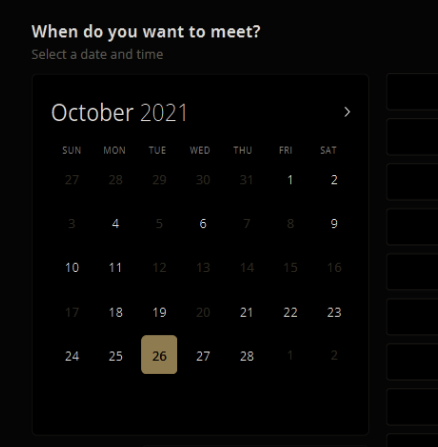 When do you want to meet?
Select a date and time
October 2021
SUN MON TUE WED THU FRI SAT
27 28 29 30 31 1 2
3 4 5 6 7 8 9
10 11 12 13 14 15 16
17 18 19 20 21 22 23
24 25 26 27 28 1 2